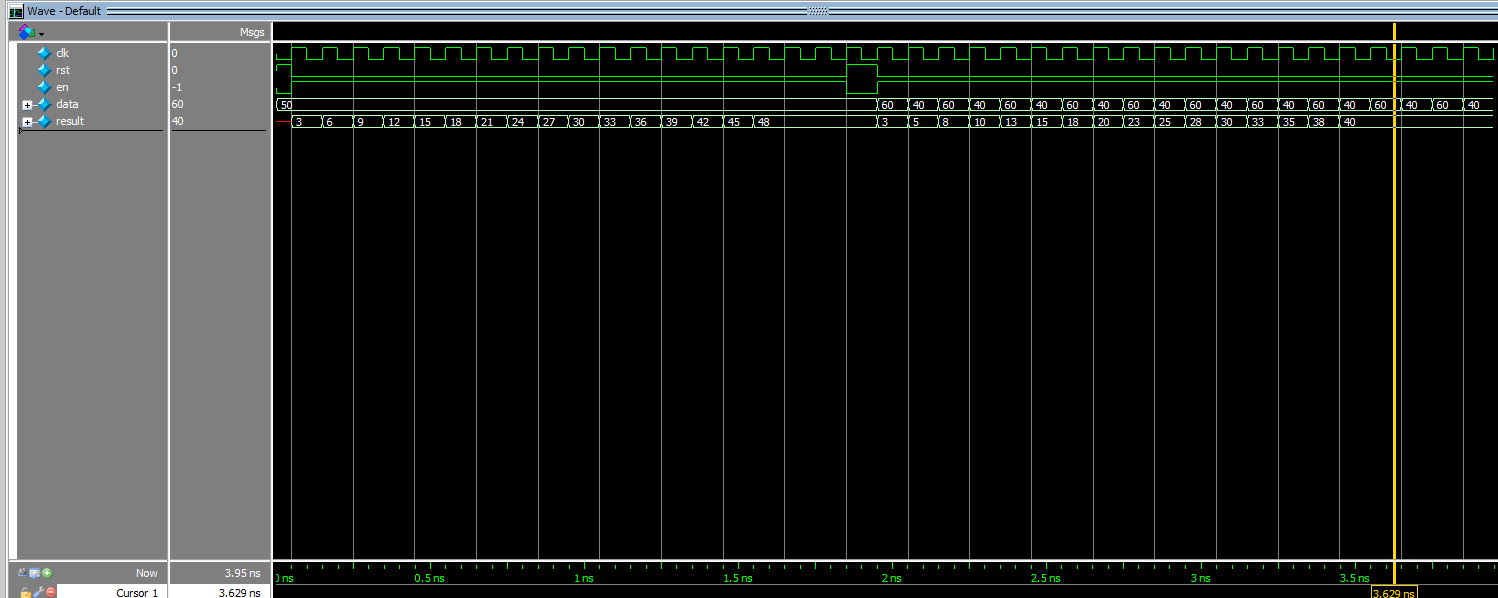 Wave - Default
Msgs
clk 0
rst 0
en -1
data 60 50 60 40 60 40 60 40 60 40 60 40 60 40 60 40 60 40 60 40 60 40 60 40
result 40 3 6 9 12 15 18 21 24 27 30 33 36 39 42 45 48 3 5 8 10 13 15 18 20 23 25 28 30 33 35 38 40
Now 3.95 ns ns 0.5 ns 1 ns 1.5 ns 2 ns 2.5 ns 3 ns 3.5 ns
Cursor 1 3.629 ns 3.629 ns